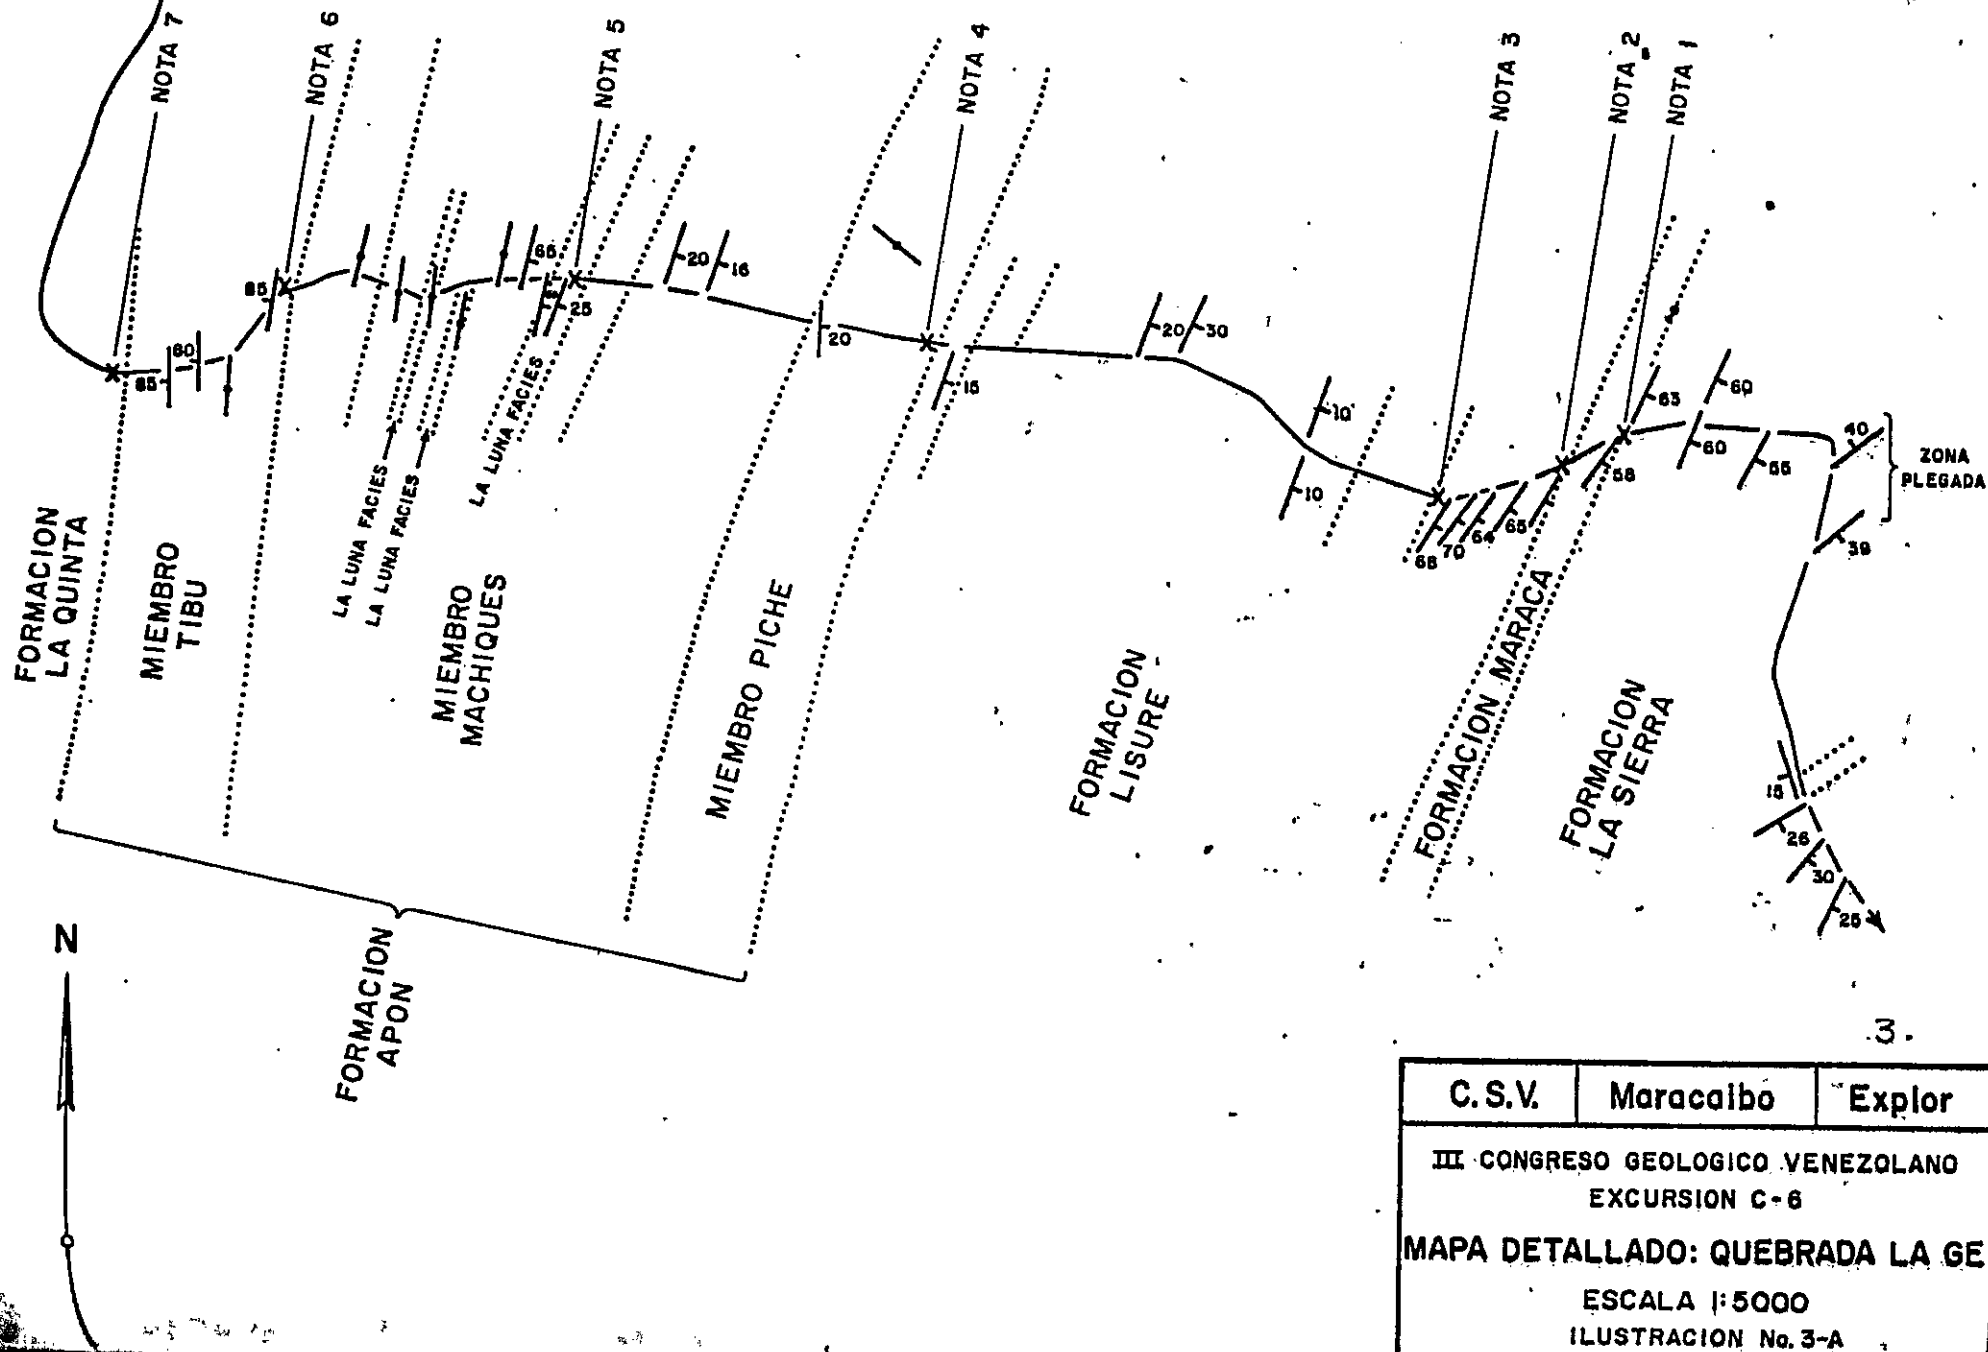 NOTA 7
NOTA 6
NOTA 5
NOTA 4
NOTA 3
NOTA 2
NOTA 1
85
60
85
66
25
20
16
20
15
20
30
10
10
68
70
64
65
58
63
60
60
55
40
39
15
26
30
25
ZONA
PLEGADA
FORMACION
LA QUINTA
MIEMBRO
TIBU
LA LUNA FACIES
LA LUNA FACIES
LA LUNA FACIES
MIEMBRO
MACHIQUES
MIEMBRO PICHE
FORMACION
LISURE
FORMACION MARACA
FORMACION
LA SIERRA
FORMACION
APON
N
3.
C.S.V.
Maracaibo
Explor
III CONGRESO GEOLOGICO VENEZOLANO
EXCURSION C-6
MAPA DETALLADO: QUEBRADA LA GE
ESCALA 1:5000
ILUSTRACION No. 3-A